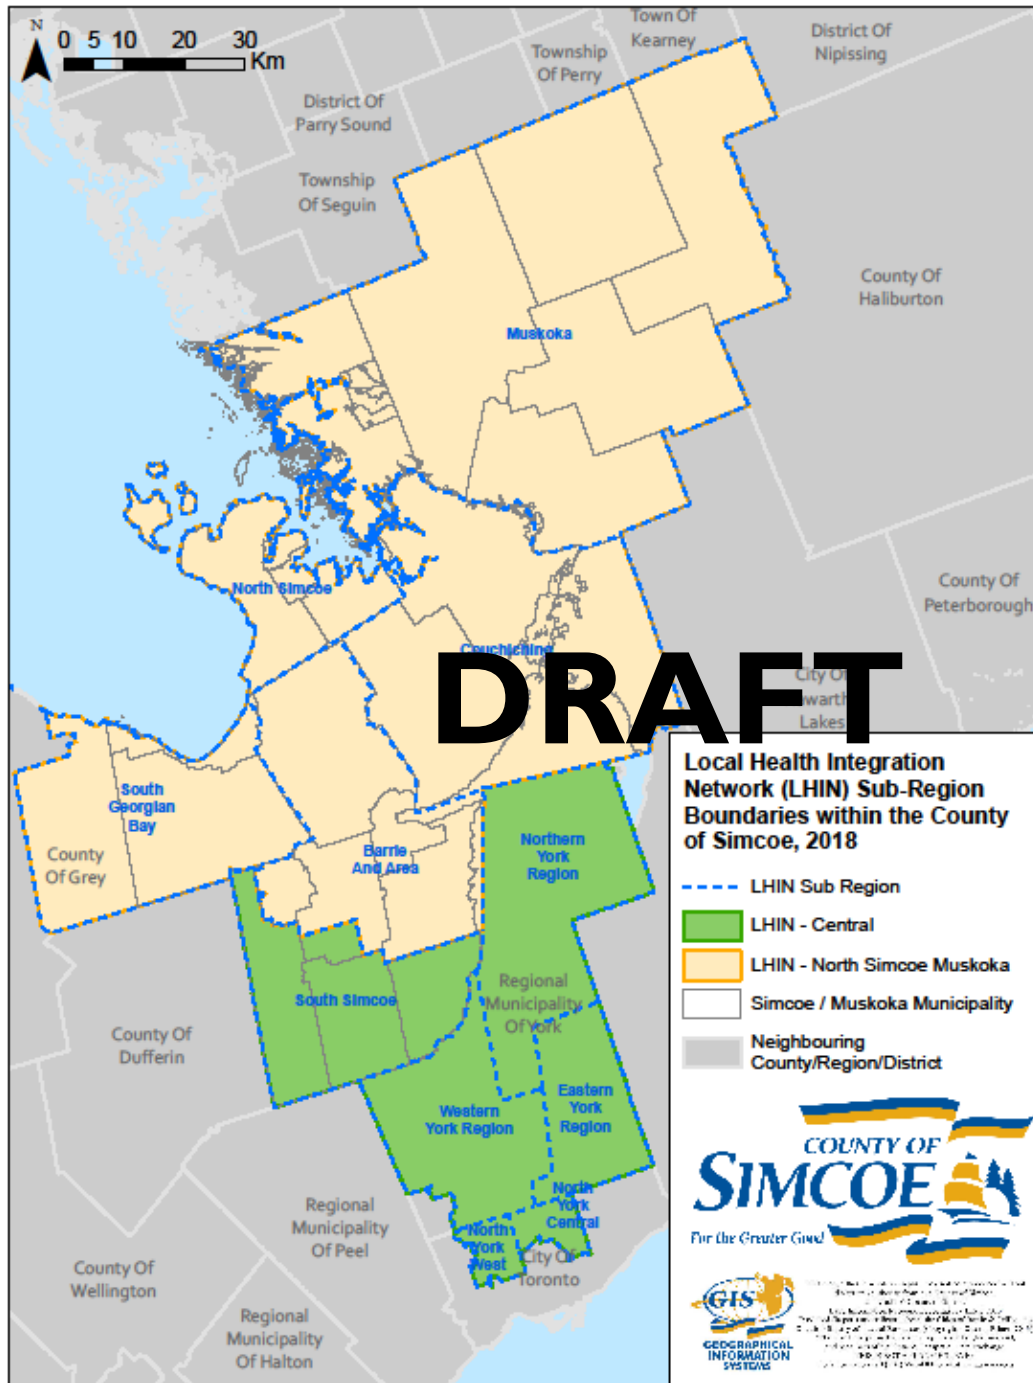 N
0 5 10 20 30
Km
Town Of
Kearney
District Of
Nipissing
Township
Of Perry
District Of
Parry Sound
Township
Of Seguin
County Of
Haliburton
Muskoka
County Of
Peterborough
North Simcoe
Couchiching
DRAFT
City Of
Lakes
South
Georgian
Bay
County
Of Grey
Barrie
And Area
Northern
York
Region
South Simcoe
Regional
Municipality
Of York
County Of
Dufferin
Western
York Region
Eastern
York
Region
North
York
Central
North
York
West
City Of
Toronto
Regional
Municipality
Of Peel
County Of
Wellington
Regional
Municipality
Of Halton
Local Health Integration
Network (LHIN) Sub-Region
Boundaries within the County
of Simcoe, 2018
LHIN Sub Region
LHIN - Central
LHIN - North Simcoe Muskoka
Simcoe / Muskoka Municipality
Neighbouring
County/Region/District
COUNTY OF
SIMCOE
For the Greater Good
GIS
GEOGRAPHICAL
INFORMATION
SYSTEMS